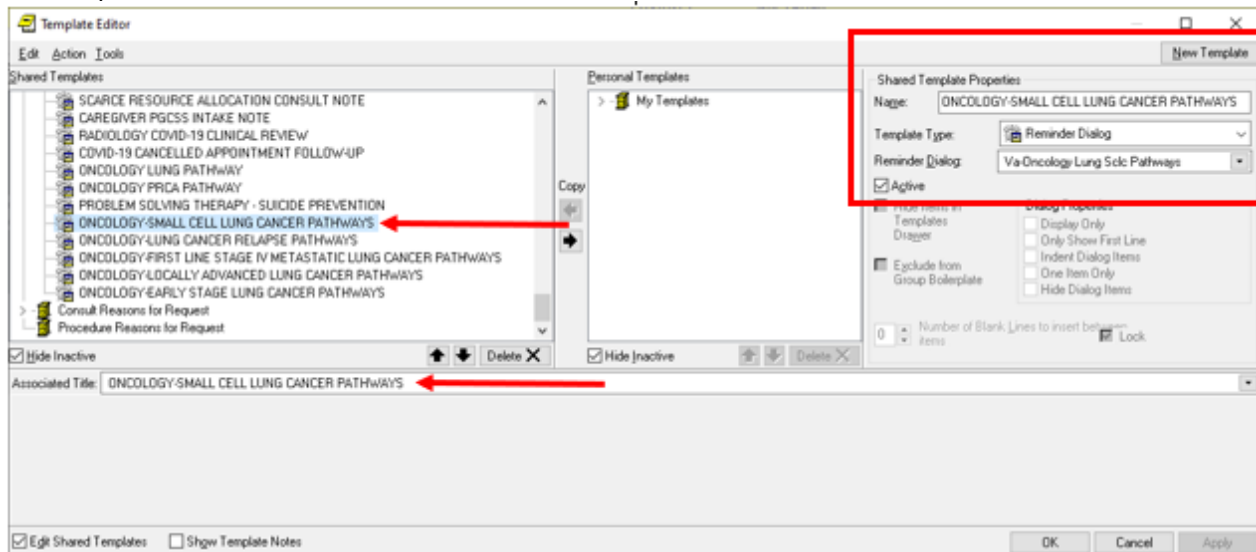 Template Editor
Edit Action Tools
New Template
Shared Templates
SCARCE RESOURCE ALLOCATION CONSULT NOTE
CAREGIVER PGCSS INTAKE NOTE
RADIOLOGY COVID-19 CLINICAL REVIEW
COVID-19 CANCELLED APPOINTMENT FOLLOW-UP
ONCOLOGY LUNG PATHWAY
ONCOLOGY PRCA PATHWAY
PROBLEM SOLVING THERAPY - SUICIDE PREVENTION
ONCOLOGY-SMALL CELL LUNG CANCER PATHWAYS
ONCOLOGY-LUNG CANCER RELAPSE PATHWAYS
ONCOLOGY-FIRST LINE STAGE IV METASTATIC LUNG CANCER PATHWAYS
ONCOLOGY-LOCALLY ADVANCED LUNG CANCER PATHWAYS
ONCOLOGY-EARLY STAGE LUNG CANCER PATHWAYS
Consult Reasons for Request
Procedure Reasons for Request
Hide Inactive
Delete
Copy
Personal Templates
My Templates
Hide Inactive
Delete
Shared Template Properties
Name: ONCOLOGY-SMALL CELL LUNG CANCER PATHWAYS
Template Type: Reminder Dialog
Reminder Dialog: Va-Oncology Lung Sclc Pathways
Active
Hide Items in
Templates
Drawer
Exclude from
Group Boilerplate
Dialog Properties
Display Only
Only Show First Line
Indent Dialog Items
One Item Only
Hide Dialog Items
0 Number of Blank Lines to insert between
items
Lock
Associated Title: ONCOLOGY-SMALL CELL LUNG CANCER PATHWAYS
Edit Shared Templates Show Template Notes
OK Cancel Apply